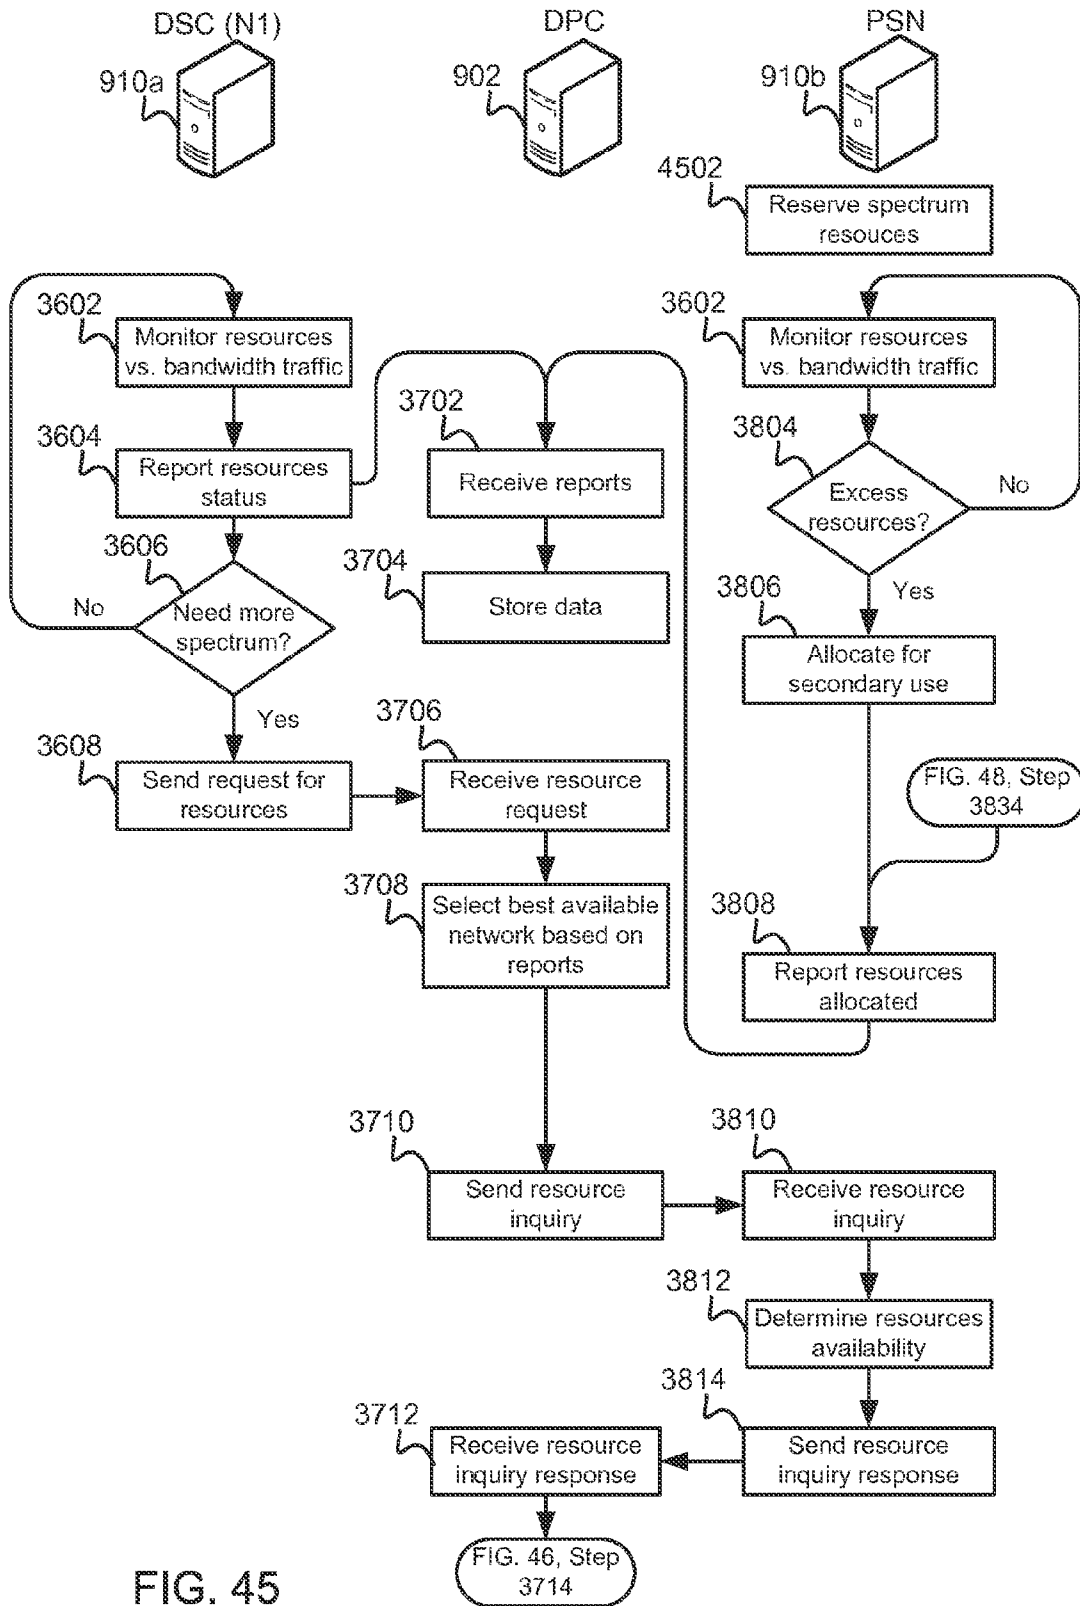 DSC (N1)
DPC
PSN
910a
902
910b
4502
Reserve spectrum
resouces
3602
Monitor resources
vs. bandwidth traffic
3602
Monitor resources
vs. bandwidth traffic
3604
Report resources
status
3702
Receive reports
3804
Excess
resources?
No
3606
Need more
spectrum?
No
Yes
3704
Store data
Yes
3806
Allocate for
secondary use
3608
Send request for
resources
3706
Receive resource
request
FIG. 48, Step
3834
3708
Select best available
network based on
reports
3808
Report resources
allocated
3710
Send resource
inquiry
3810
Receive resource
inquiry
3812
Determine resources
availability
3814
Send resource
inquiry response
3712
Receive resource
inquiry response
FIG. 46, Step
3714
FIG. 45